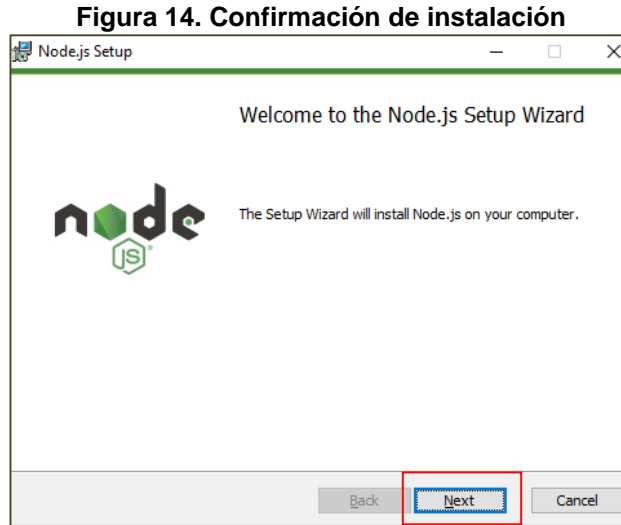 Figura 14. Confirmación de instalación
Node.js Setup
Welcome to the Node.js Setup Wizard
node
JS
The Setup Wizard will install Node.js on your computer.
Back Next Cancel